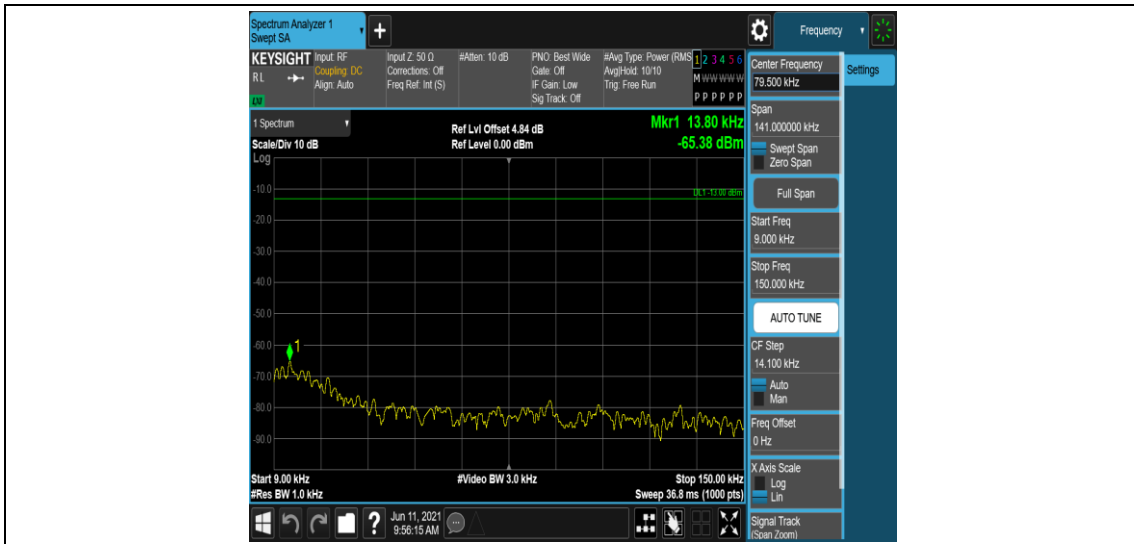 Spectrum Analyzer 1
Swept SA
+
Frequency
KEYSIGHT
RL
LXI
Input: RF
Coupling: DC
Align: Auto
Input Z: 50 Ω
Corrections: Off
Freq Ref: Int (S)
#Atten: 10 dB
PNO: Best Wide
Gate: Off
IF Gain: Low
Sig Track: Off
#Avg Type: Power (RMS
Avg|Hold: 10/10
Trig: Free Run
1 2 3 4 5 6
M W W W W W
P P P P P P
1 Spectrum
Scale/Div 10 dB
Log
Ref Lvl Offset 4.84 dB
Ref Level 0.00 dBm
Mkr1 13.80 kHz
-65.38 dBm
DL1 -13.00 dBm
-10.0
-20.0
-30.0
-40.0
-50.0
-60.0
1
-70.0
-80.0
-90.0
Start 9.00 kHz
#Res BW 1.0 kHz
#Video BW 3.0 kHz
Stop 150.00 kHz
Sweep 36.8 ms (1000 pts)
Center Frequency
79.500 kHz
Settings
Span
141.000000 kHz
Swept Span
Zero Span
Full Span
Start Freq
9.000 kHz
Stop Freq
150.000 kHz
AUTO TUNE
CF Step
14.100 kHz
Auto
Man
Freq Offset
0 Hz
X Axis Scale
Log
Lin
Signal Track
(Span Zoom)
?
Jun 11, 2021
9:56:15 AM